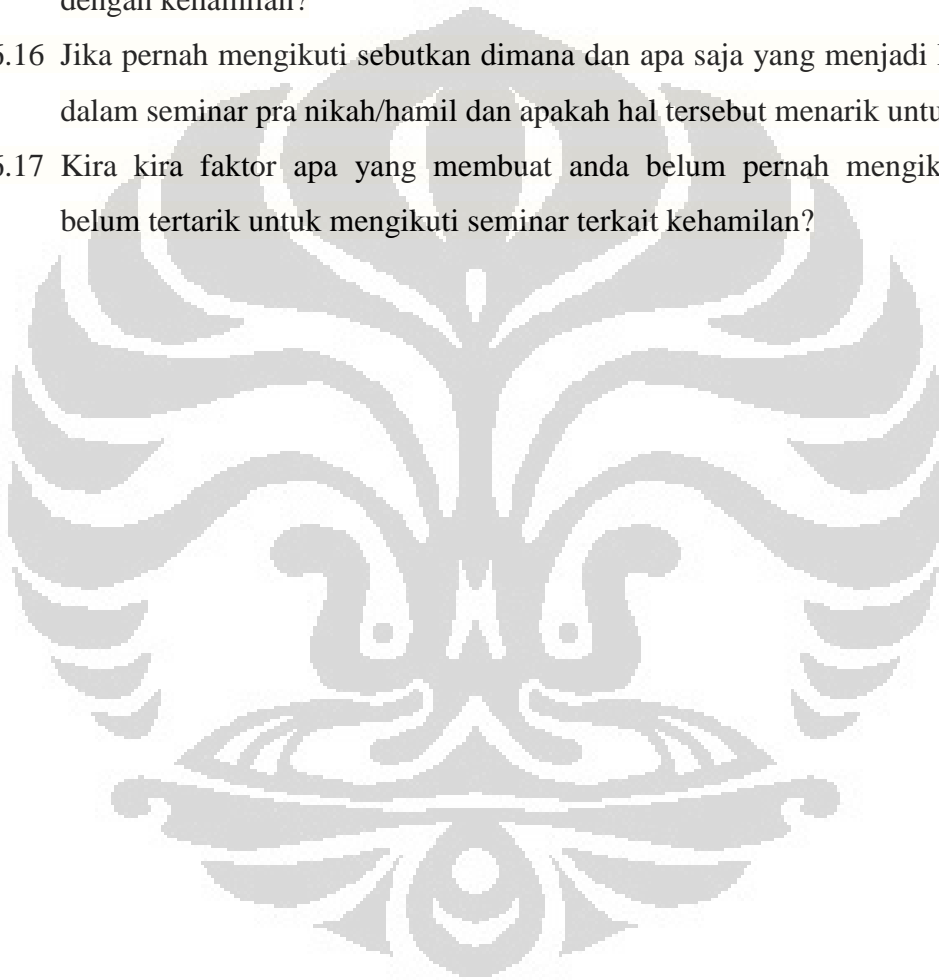 dengan kehamilan?
6.16 Jika pernah mengikuti sebutkan dimana dan apa saja yang menjadi
dalam seminar pra nikah/hamil dan apakah hal tersebut menarik
6.17 Kira kira faktor apa yang membuat anda belum pernah
belum tertarik untuk mengikuti seminar terkait kehamilan?